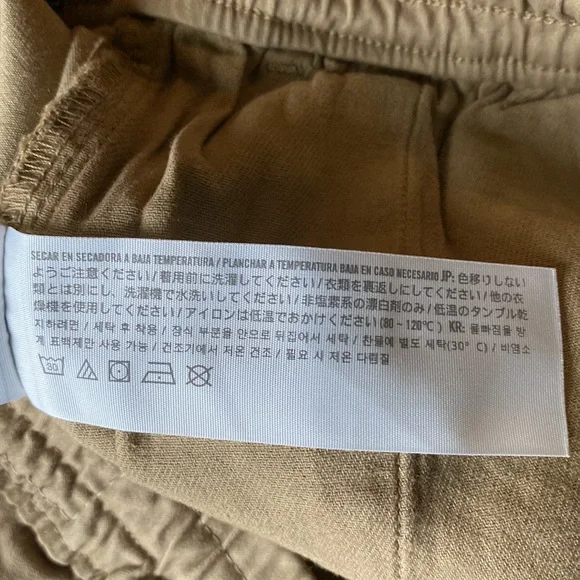 SECAR EN SECADORA A BAJA TEMPERATURA / PLANCHAR A TEMPERATURA BAJA EN CASO NECESARIO JP: 色移りしない
ようご注意ください / 着用前に洗濯してください / 衣類を裏返しにしてください / 他の衣
類とは別にし、洗濯機で水洗いしてください / 非塩素系の漂白剤のみ / 低温のタンブル乾
燥機を使用してください / アイロンは低温でおかけください (80 ~ 120℃) KR: 물빠짐을 방
지하려면 / 세탁 후 착용 / 장식 부분을 안으로 뒤집어서 세탁 / 찬물에 별도 세탁(30° C) / 비염소
계 표백제만 사용 가능 / 건조기에서 저온 건조 / 필요 시 저온 다림질
30